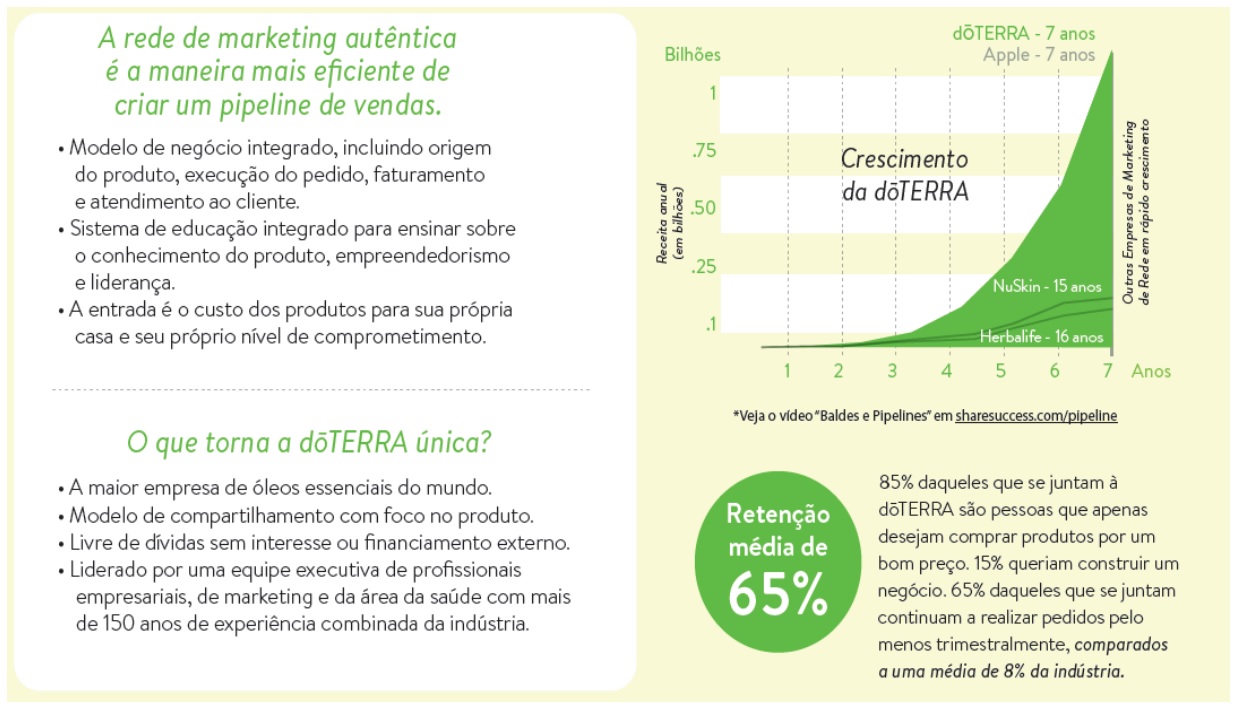 A rede de marketing autêntica
é a maneira mais eficiente de
criar um pipeline de vendas.
• Modelo de negócio integrado, incluindo origem
do produto, execução do pedido, faturamento
e atendimento ao cliente.
• Sistema de educação integrado para ensinar sobre
o conhecimento do produto, empreendedorismo
e liderança.
• A entrada é o custo dos produtos para sua própria
casa e seu próprio nível de comprometimento.
O que torna a dōTERRA única?
• A maior empresa de óleos essenciais do mundo.
• Modelo de compartilhamento com foco no produto.
• Livre de dívidas sem interesse ou financiamento externo.
• Liderado por uma equipe executiva de profissionais
empresariais, de marketing e da área da saúde com mais
de 150 anos de experiência combinada da indústria.
dōTERRA - 7 anos
Apple - 7 anos
Bilhões
1
.75
.50
.25
.1
Receita anual
(em bilhões)
Crescimento
da dōTERRA
NuSkin - 15 anos
Herbalife - 16 anos
Outras Empresas de Marketing
de Rede em rápido crescimento
1 2 3 4 5 6 7 Anos
*Veja o vídeo “Baldes e Pipelines” em sharesuccess.com/pipeline
Retenção
média de
65%
85% daqueles que se juntam à
dōTERRA são pessoas que apenas
desejam comprar produtos por um
bom preço. 15% queriam construir um
negócio. 65% daqueles que se juntam
continuam a realizar pedidos pelo
menos trimestralmente, comparados
a uma média de 8% da indústria.